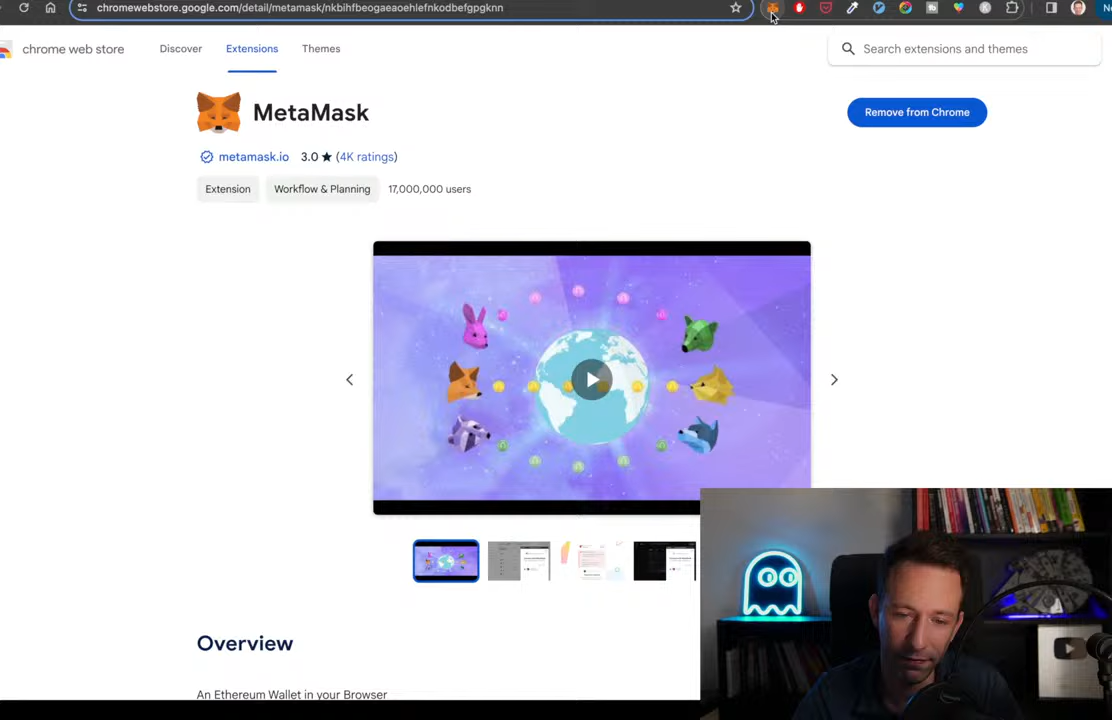 chromewebstore.google.com/detail/metamask/nkbihfbeogaeaoehlefnkodbefgpgknn
chrome web store
Discover
Extensions
Themes
Search extensions and themes
MetaMask
Remove from Chrome
metamask.io 3.0 ★ (4K ratings)
Extension
Workflow & Planning
17,000,000 users
Overview
An Ethereum Wallet in your Browser